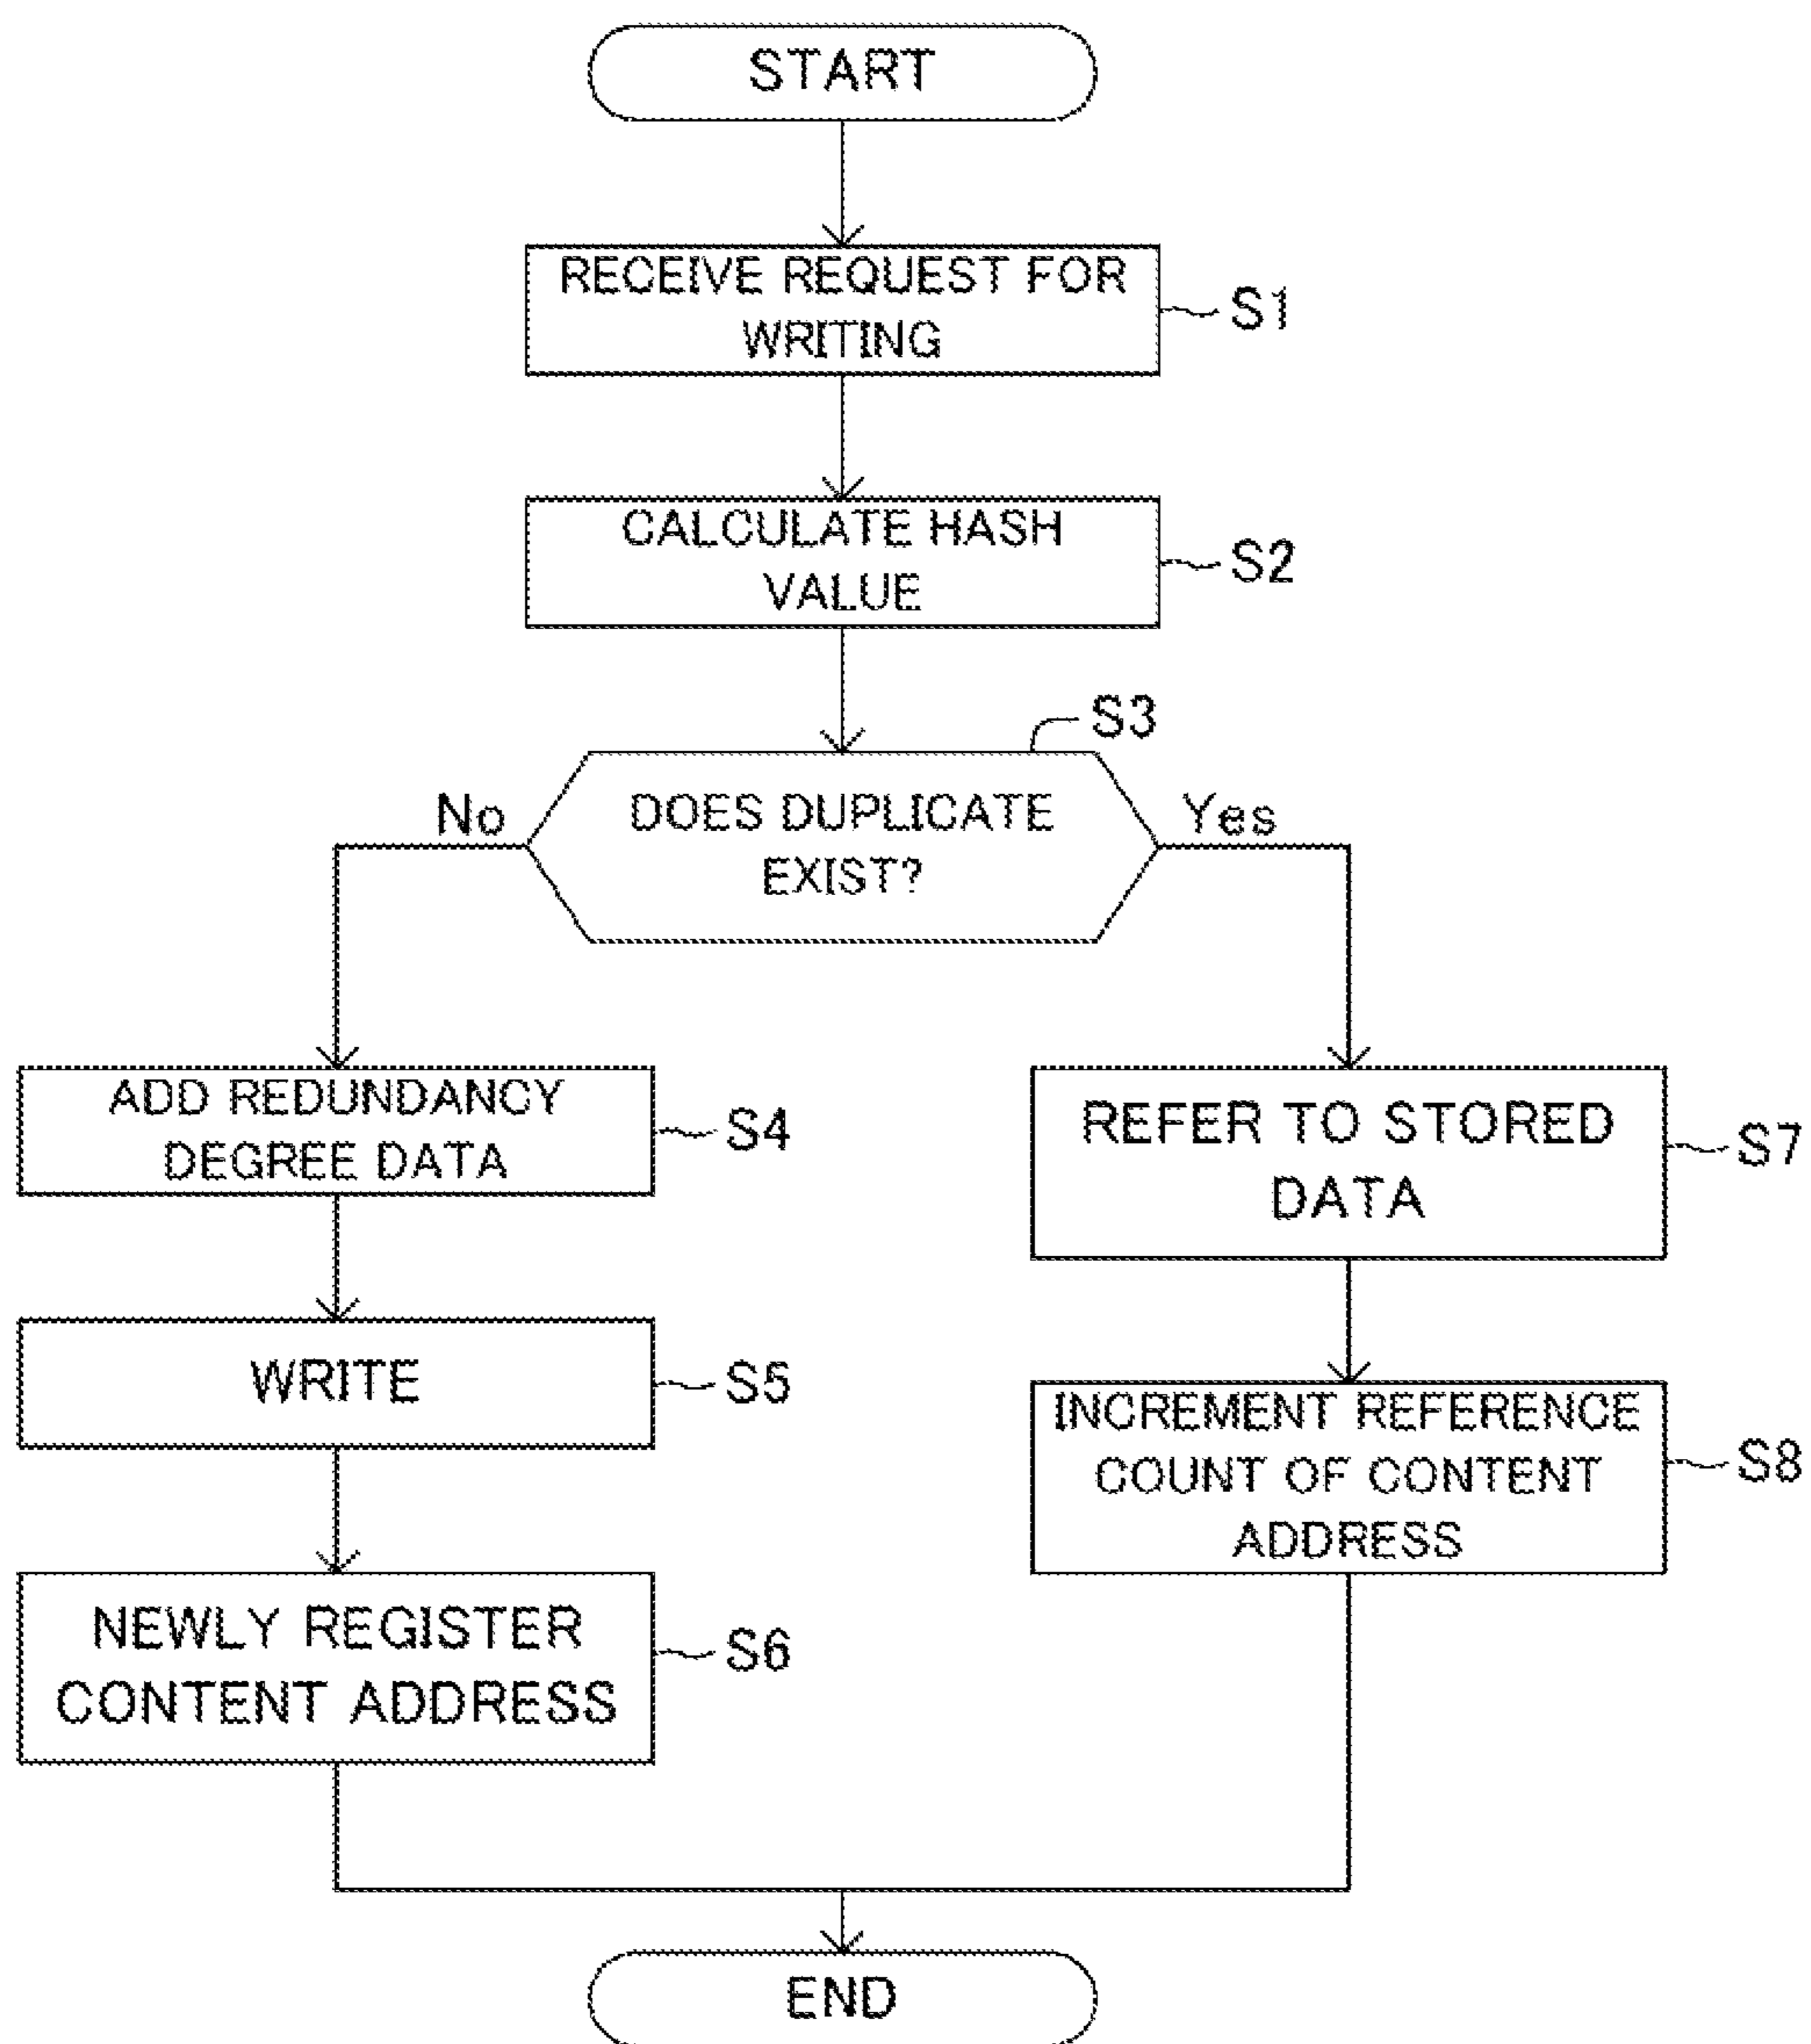 START
RECEIVE REQUEST FOR
WRITING
S1
CALCULATE HASH
VALUE
S2
S3
DOES DUPLICATE
EXIST?
No
Yes
ADD REDUNDANCY
DEGREE DATA
S4
REFER TO STORED
DATA
S7
WRITE
S5
INCREMENT REFERENCE
COUNT OF CONTENT
ADDRESS
S8
NEWLY REGISTER
CONTENT ADDRESS
S6
END